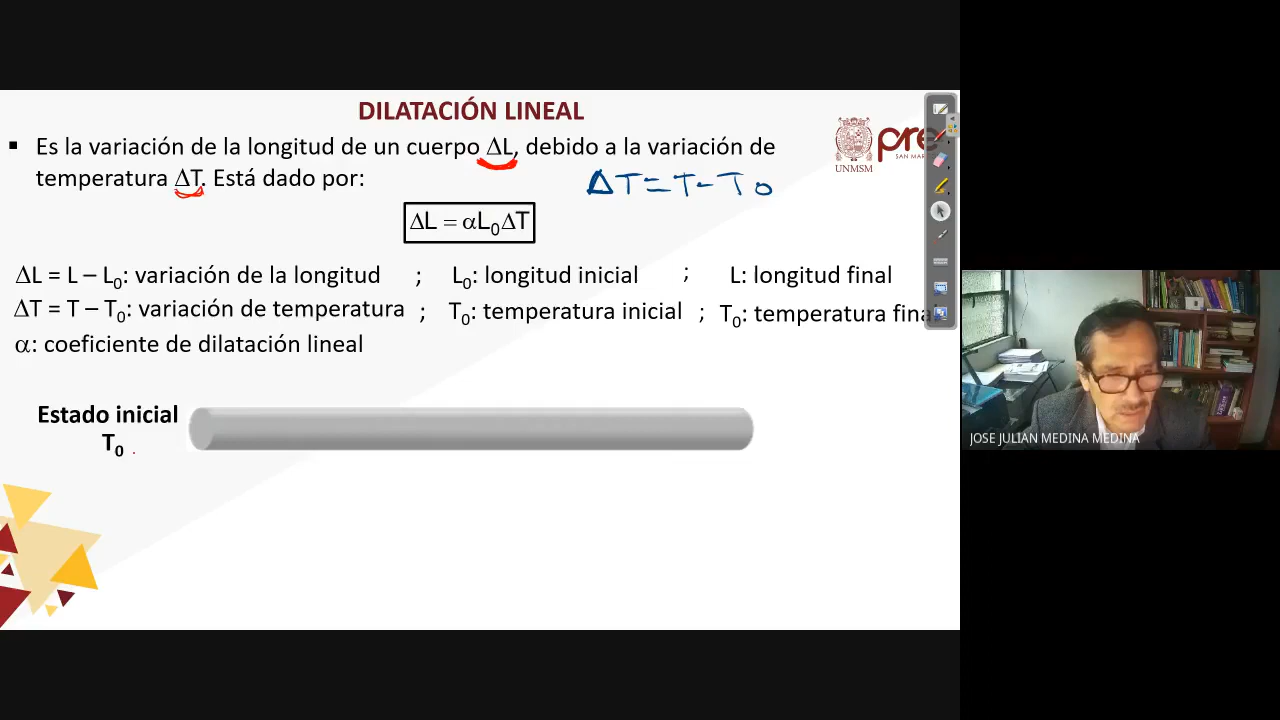 DILATACIÓN LINEAL
▪ Es la variación de la longitud de un cuerpo ΔL, debido a la variación de
temperatura ΔT. Está dado por:
ΔT = T - T0
ΔL = αL₀ΔT
ΔL = L – L₀: variación de la longitud ; L₀: longitud inicial ; L: longitud final
ΔT = T – T₀: variación de temperatura ; T₀: temperatura inicial ; T₀: temperatura fina
α: coeficiente de dilatación lineal
Estado inicial
T₀
UNMSM
pre
SAN MAR
JOSE JULIAN MEDINA MEDINA